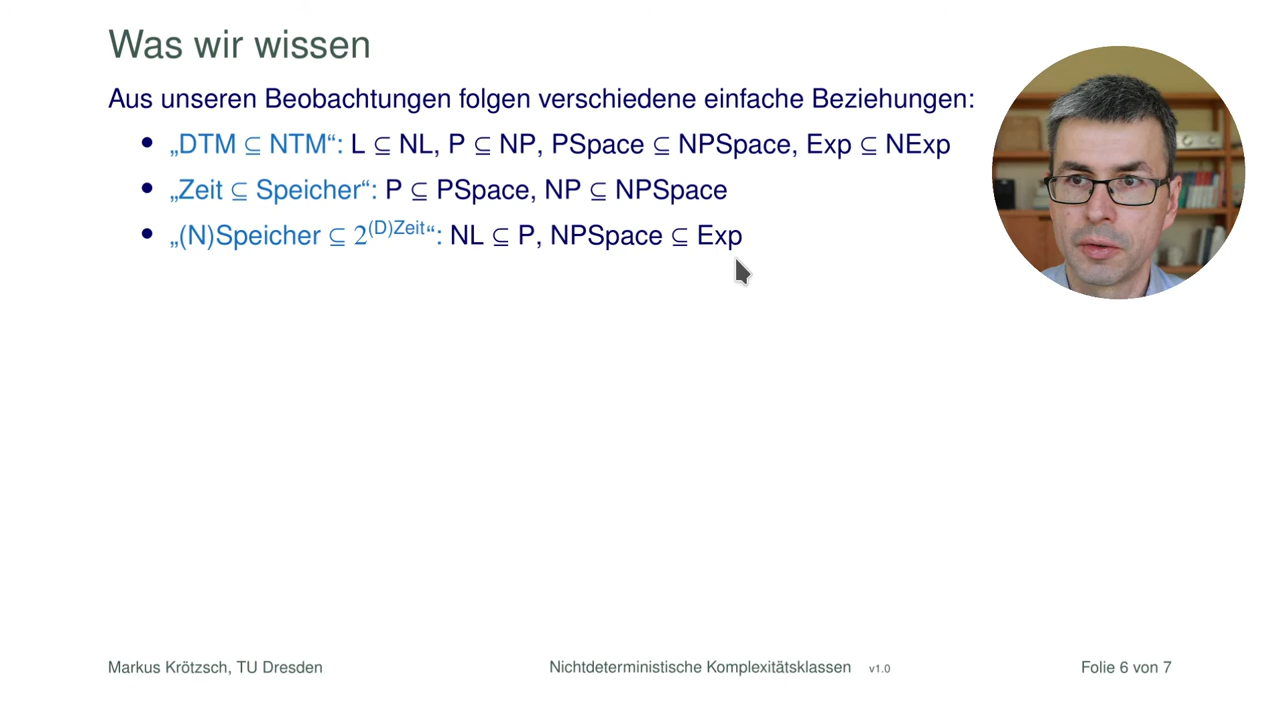 Was wir wissen
Aus unseren Beobachtungen folgen verschiedene einfache Beziehungen:
• „DTM ⊆ NTM“: L ⊆ NL, P ⊆ NP, PSpace ⊆ NPSpace, Exp ⊆ NExp
• „Zeit ⊆ Speicher“: P ⊆ PSpace, NP ⊆ NPSpace
• „(N)Speicher ⊆ 2^(D)Zeit“: NL ⊆ P, NPSpace ⊆ Exp
Markus Krötzsch, TU Dresden Nichtdeterministische Komplexitätsklassen v1.0 Folie 6 von 7